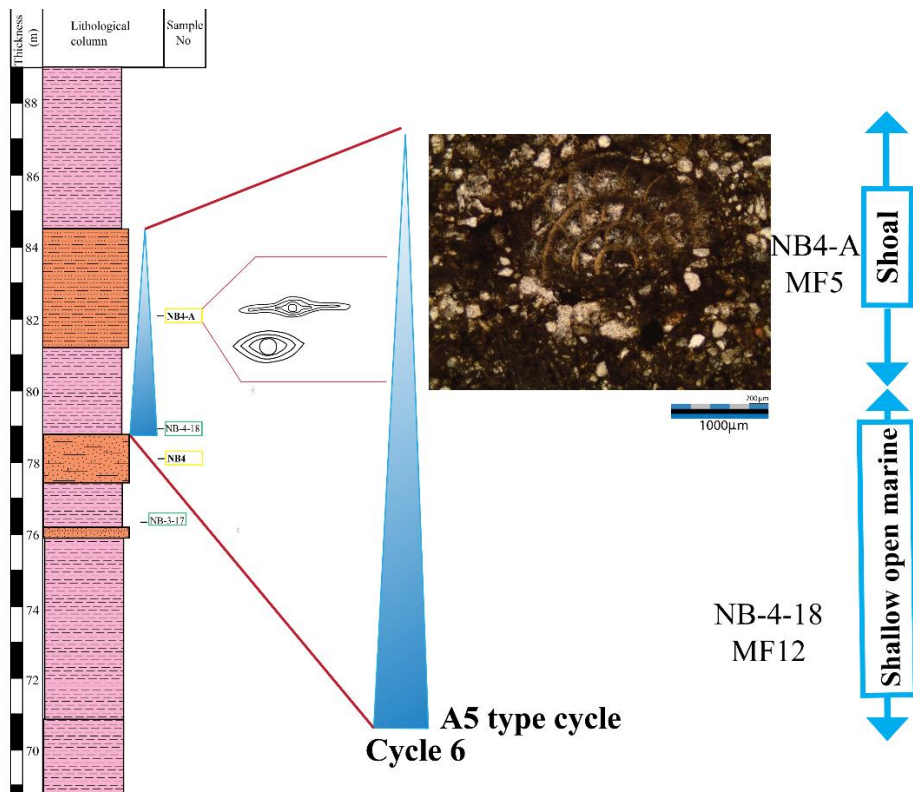 Thickness
(m)
Lithological
column
Sample
No
88
86
84
82
80
78
76
74
72
70
NB4-A
NB-4-18
NB4
NB-3-17
200µm
1000µm
NB4-A
MF5
Shoal
NB-4-18
MF12
Shallow open marine
A5 type cycle
Cycle 6